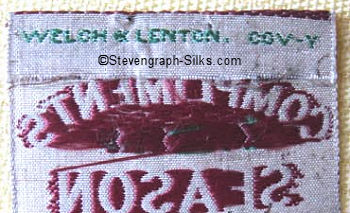 WELCH & LENTON. COV-Y
©Stevengraph-Silks.com
COMPLIMENTS
SEASON